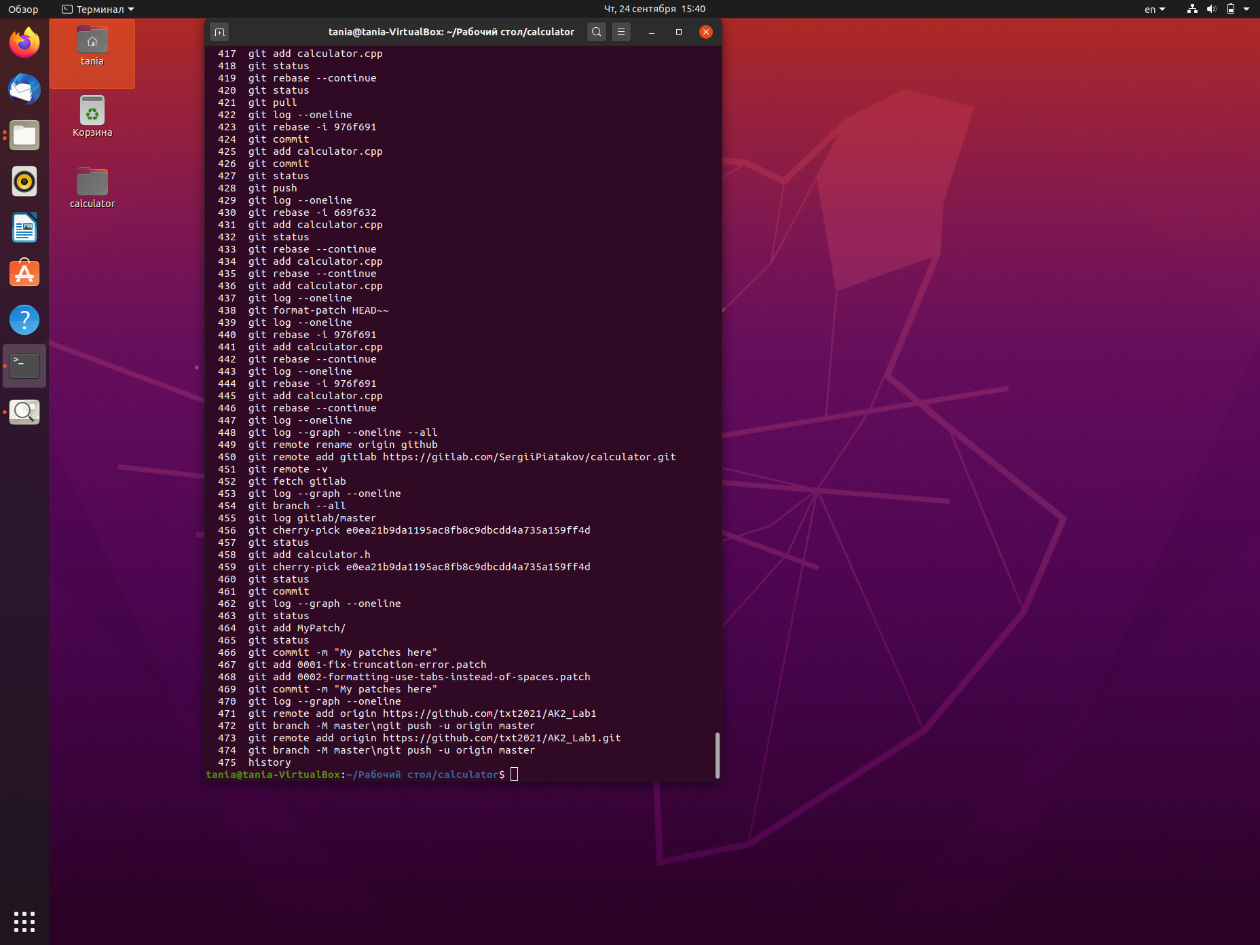 Обзор
Терминал
Чт, 24 сентября 15:40
en
tania@tania-VirtualBox: ~/Рабочий стол/calculator
tania
Корзина
calculator
417 git add calculator.cpp
418 git status
419 git rebase --continue
420 git status
421 git pull
422 git log --oneline
423 git rebase -i 976f691
424 git commit
425 git add calculator.cpp
426 git commit
427 git status
428 git push
429 git log --oneline
430 git rebase -i 669f632
431 git add calculator.cpp
432 git status
433 git rebase --continue
434 git add calculator.cpp
435 git rebase --continue
436 git add calculator.cpp
437 git log --oneline
438 git format-patch HEAD~~
439 git log --oneline
440 git rebase -i 976f691
441 git add calculator.cpp
442 git rebase --continue
443 git log --oneline
444 git rebase -i 976f691
445 git add calculator.cpp
446 git rebase --continue
447 git log --oneline
448 git log --graph --oneline --all
449 git remote rename origin github
450 git remote add gitlab https://gitlab.com/SergiiPiatakov/calculator.git
451 git remote -v
452 git fetch gitlab
453 git log --graph --oneline
454 git branch --all
455 git log gitlab/master
456 git cherry-pick e0ea21b9da1195ac8fb8c9dbcdd4a735a159ff4d
457 git status
458 git add calculator.h
459 git cherry-pick e0ea21b9da1195ac8fb8c9dbcdd4a735a159ff4d
460 git status
461 git commit
462 git log --graph --oneline
463 git status
464 git add MyPatch/
465 git status
466 git commit -m "My patches here"
467 git add 0001-fix-truncation-error.patch
468 git add 0002-formatting-use-tabs-instead-of-spaces.patch
469 git commit -m "My patches here"
470 git log --graph --oneline
471 git remote add origin https://github.com/txt2021/AK2_Lab1
472 git branch -M master\ngit push -u origin master
473 git remote add origin https://github.com/txt2021/AK2_Lab1.git
474 git branch -M master\ngit push -u origin master
475 history
tania@tania-VirtualBox:~/Рабочий стол/calculator$